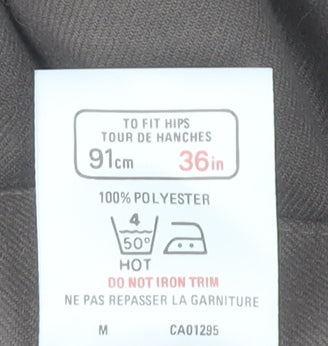 TO FIT HIPS
TOUR DE HANCHES
91cm 36in
100% POLYESTER
4
50°
HOT
DO NOT IRON TRIM
NE PAS REPASSER LA GARNITURE
M CA01295